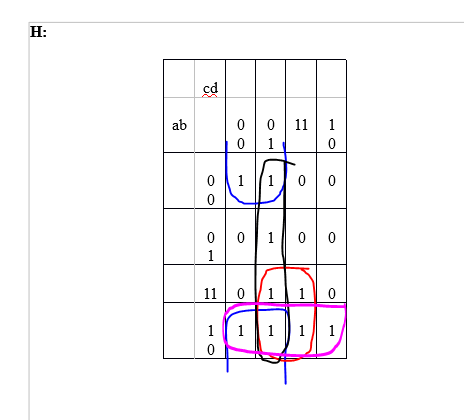 H:
cd
ab 0 0 11 1
0 1 0
0 1 1 0 0
0
0 0 1 0 0
1
11 0 1 1 0
1 1 1 1 1
0